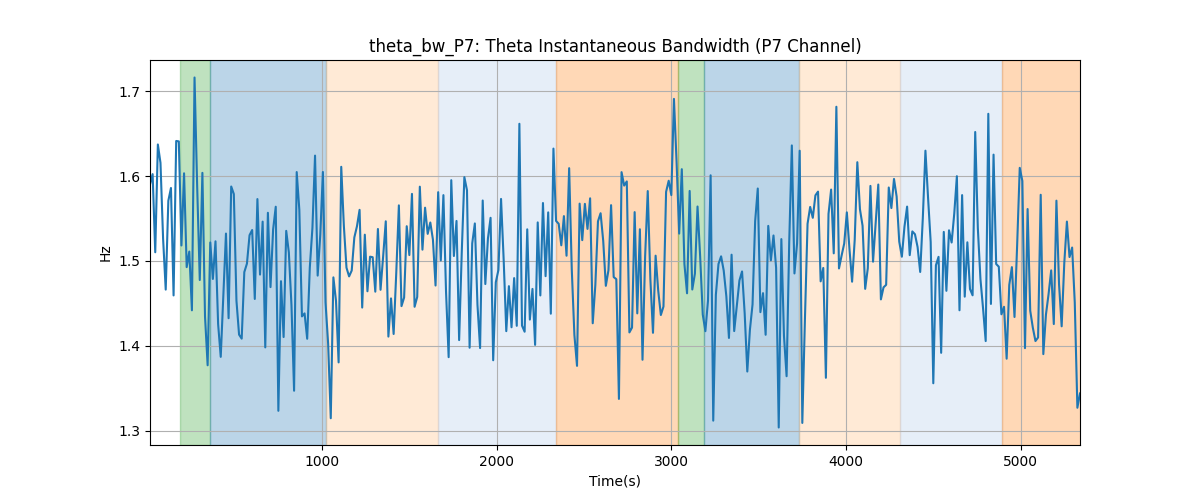 theta_bw_P7: Theta Instantaneous Bandwidth (P7 Channel)
Hz
1.7
1.6
1.5
1.4
1.3
1000 2000 3000 4000 5000
Time(s)